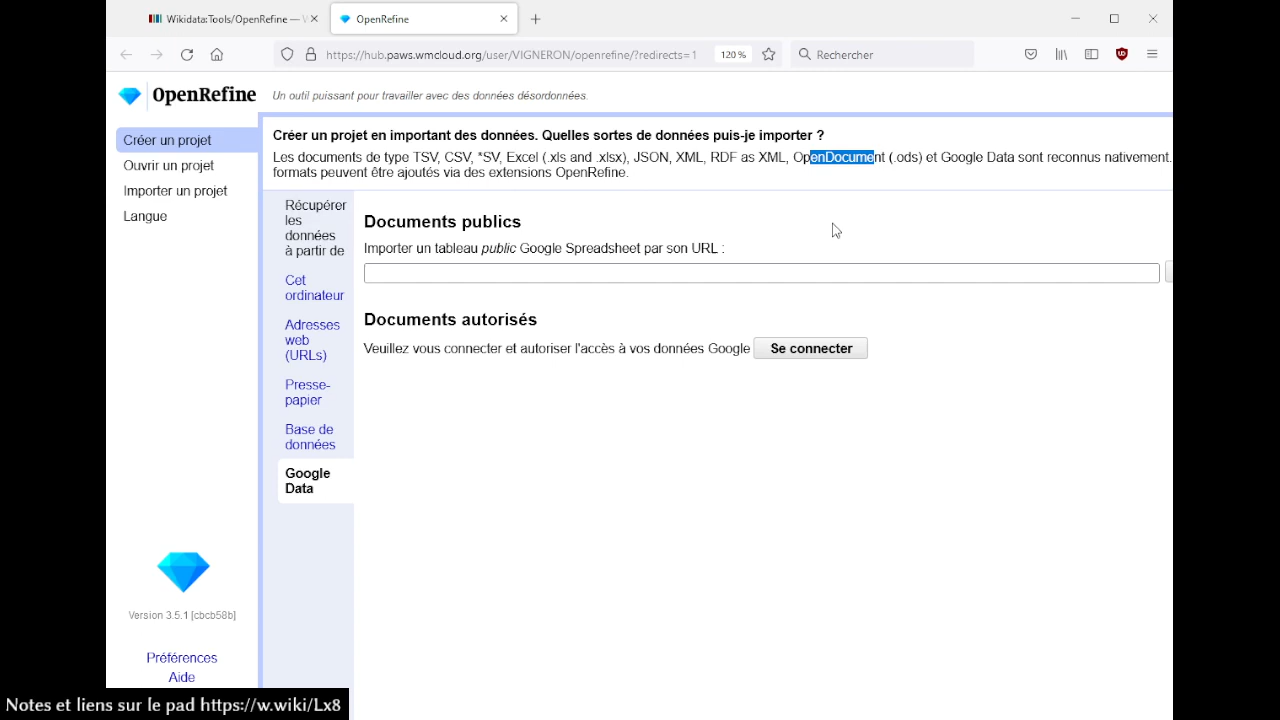 Wikidata:Tools/OpenRefine — V
OpenRefine
https://hub.paws.wmcloud.org/user/VIGNERON/openrefine/?redirects=1
120 %
Rechercher
OpenRefine
Un outil puissant pour travailler avec des données désordonnées.
Créer un projet
Ouvrir un projet
Importer un projet
Langue
Créer un projet en important des données. Quelles sortes de données puis-je importer ?
Les documents de type TSV, CSV, *SV, Excel (.xls and .xlsx), JSON, XML, RDF as XML, OpenDocument (.ods) et Google Data sont reconnus nativement.
formats peuvent être ajoutés via des extensions OpenRefine.
Récupérer
les
données
à partir de
Cet
ordinateur
Adresses
web
(URLs)
Presse-
papier
Base de
données
Google
Data
Documents publics
Importer un tableau public Google Spreadsheet par son URL :
Documents autorisés
Veuillez vous connecter et autoriser l'accès à vos données Google
Se connecter
Version 3.5.1 [cbcb58b]
Préférences
Aide
Notes et liens sur le pad https://w.wiki/Lx8